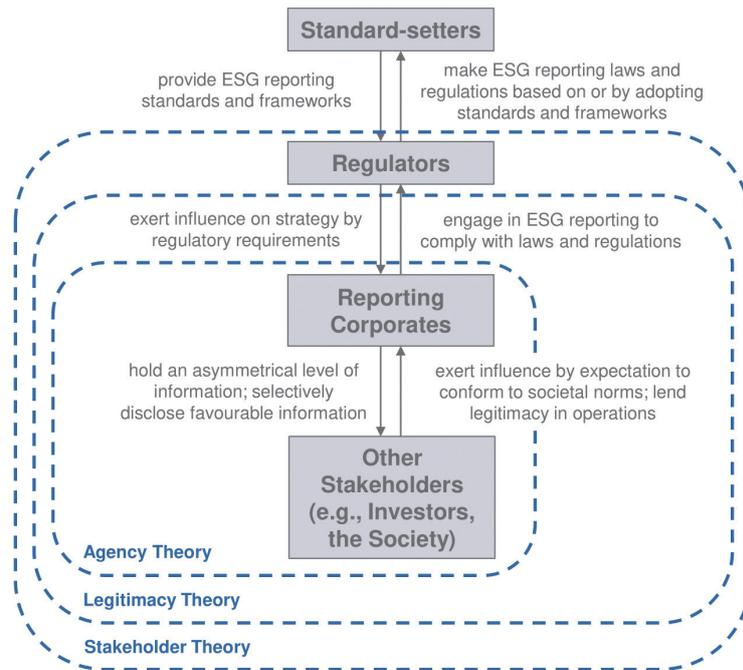 Standard-setters
provide ESG reporting
standards and frameworks
make ESG reporting laws and
regulations based on or by adopting
standards and frameworks
Regulators
exert influence on strategy by
regulatory requirements
engage in ESG reporting to
comply with laws and regulations
Reporting
Corporates
hold an asymmetrical level of
information; selectively
disclose favourable information
exert influence by expectation to
conform to societal norms; lend
legitimacy in operations
Other
Stakeholders
(e.g., Investors,
the Society)
Agency Theory
Legitimacy Theory
Stakeholder Theory